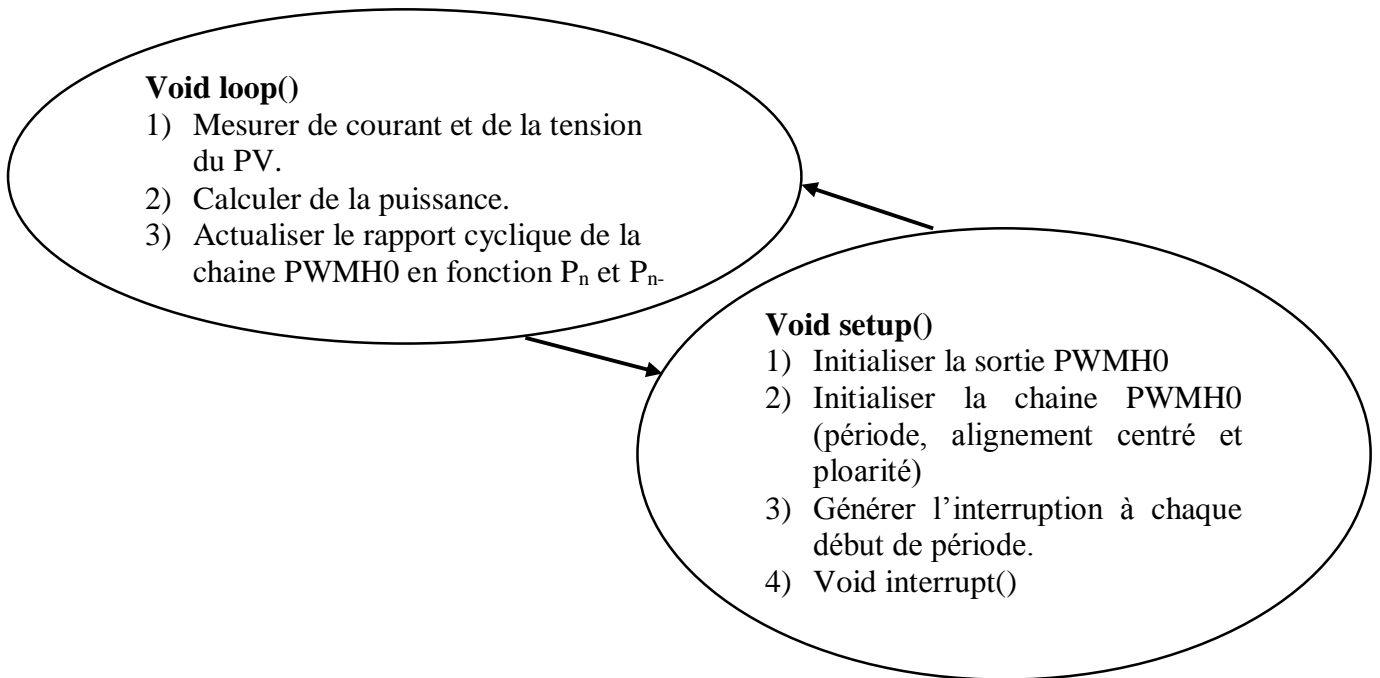 Void loop()
1) Mesurer de courant et de la tension
du PV.
2) Calculer de la puissance.
3) Actualiser le rapport cyclique de la
chaine PWMH0 en fonction Pn et Pn-
Void setup()
1) Initialiser la sortie PWMH0
2) Initialiser la chaine PWMH0
(période, alignement centré et
ploarité)
3) Générer l’interruption à chaque
début de période.
4) Void interrupt()